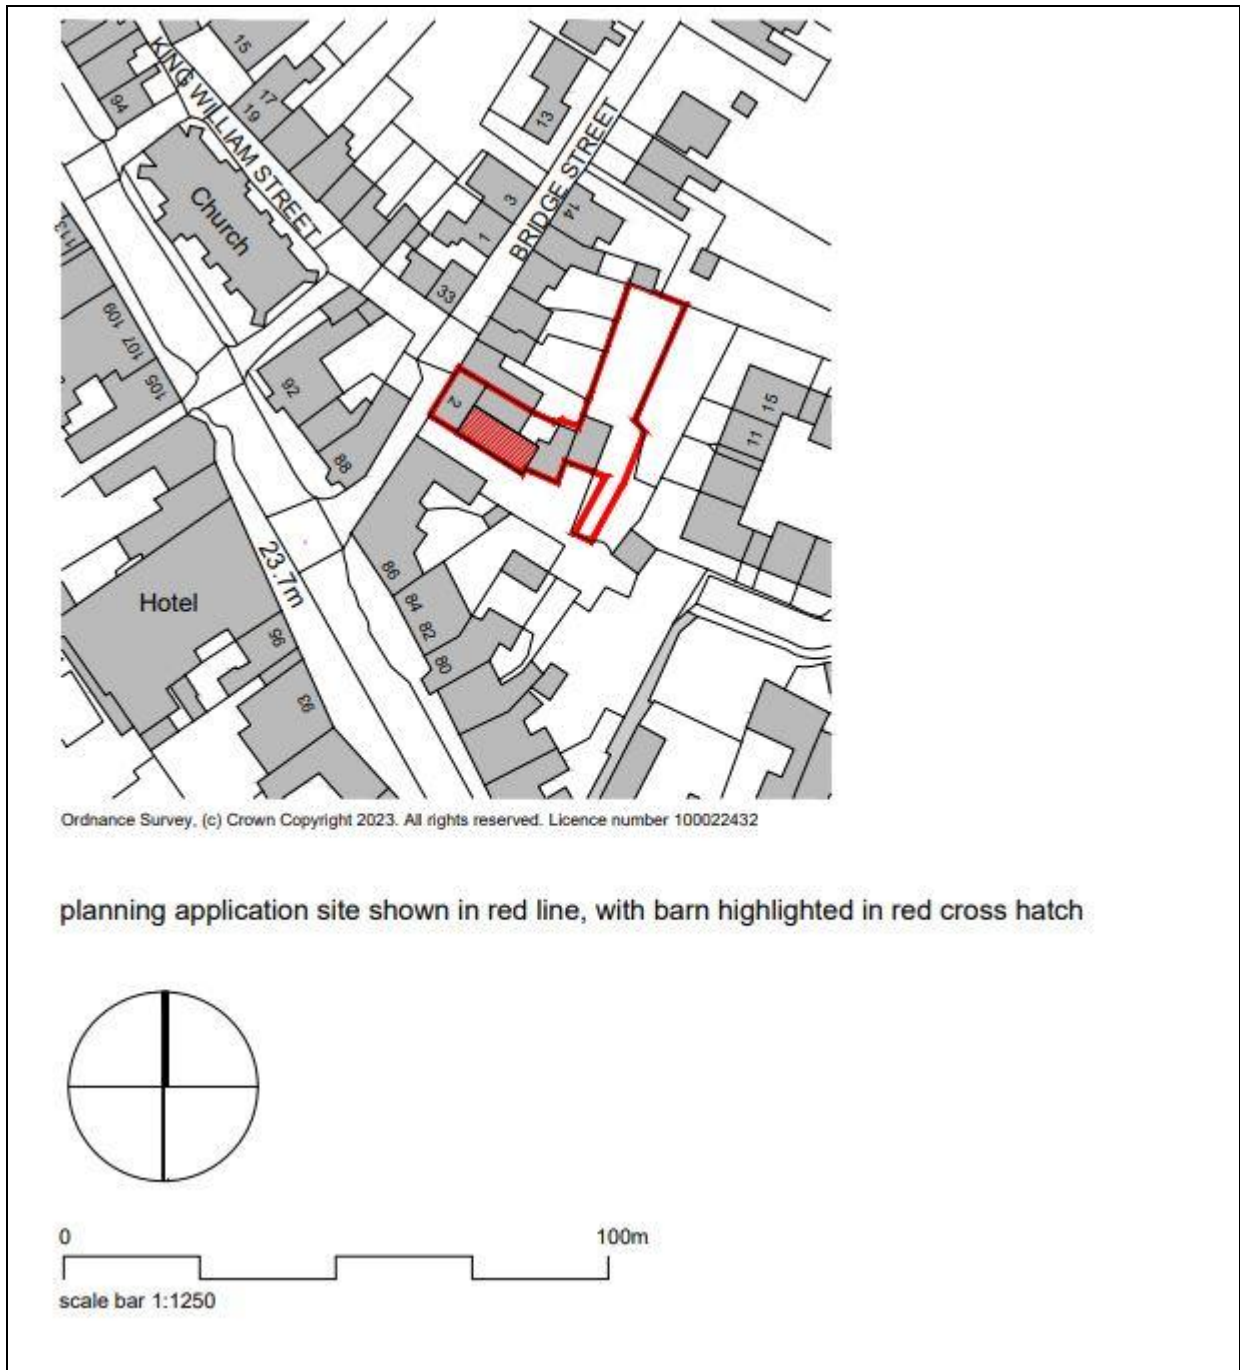 15
KING WILLIAM STREET
94
17
19
13
BRIDGE STREET
Church
3
14
1
113
33
109
107
105
92
2
15
11
88
23.7m
86
Hotel
84
82
95
80
93
Ordnance Survey, (c) Crown Copyright 2023. All rights reserved. Licence number 100022432
planning application site shown in red line, with barn highlighted in red cross hatch
0 100m
scale bar 1:1250